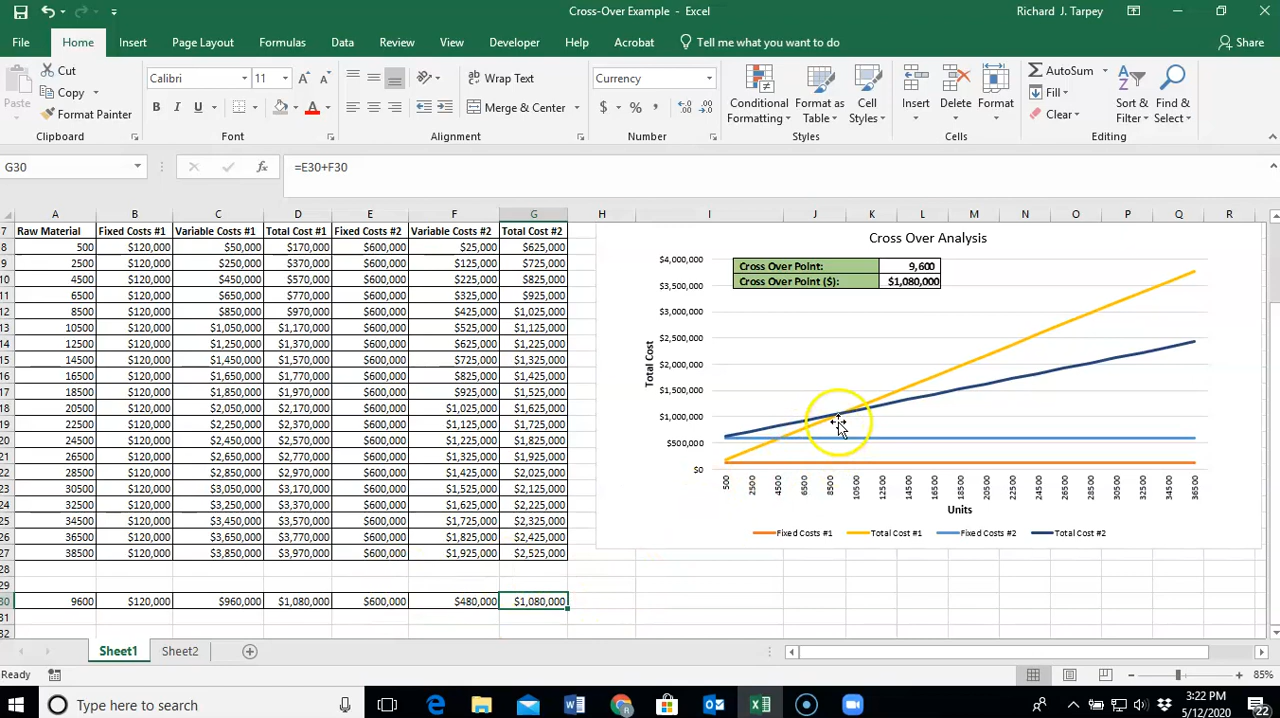 Cross-Over Example - Excel
Richard J. Tarpey
File Home Insert Page Layout Formulas Data Review View Developer Help Acrobat Tell me what you want to do Share
Paste Cut Copy Format Painter
Calibri 11 Wrap Text Merge & Center Currency
Conditional Formatting Format as Table Cell Styles Insert Delete Format
AutoSum Fill Clear Sort & Filter Find & Select
Clipboard Font Alignment Number Styles Cells Editing
G30 =E30+F30
A B C D E F G H I J K L M N O P Q R
7 Raw Material Fixed Costs #1 Variable Costs #1 Total Cost #1 Fixed Costs #2 Variable Costs #2 Total Cost #2
8 500 $120,000 $50,000 $170,000 $600,000 $25,000 $625,000
9 2500 $120,000 $250,000 $370,000 $600,000 $125,000 $725,000
10 4500 $120,000 $450,000 $570,000 $600,000 $225,000 $825,000
11 6500 $120,000 $650,000 $770,000 $600,000 $325,000 $925,000
12 8500 $120,000 $850,000 $970,000 $600,000 $425,000 $1,025,000
13 10500 $120,000 $1,050,000 $1,170,000 $600,000 $525,000 $1,125,000
14 12500 $120,000 $1,250,000 $1,370,000 $600,000 $625,000 $1,225,000
15 14500 $120,000 $1,450,000 $1,570,000 $600,000 $725,000 $1,325,000
16 16500 $120,000 $1,650,000 $1,770,000 $600,000 $825,000 $1,425,000
17 18500 $120,000 $1,850,000 $1,970,000 $600,000 $925,000 $1,525,000
18 20500 $120,000 $2,050,000 $2,170,000 $600,000 $1,025,000 $1,625,000
19 22500 $120,000 $2,250,000 $2,370,000 $600,000 $1,125,000 $1,725,000
20 24500 $120,000 $2,450,000 $2,570,000 $600,000 $1,225,000 $1,825,000
21 26500 $120,000 $2,650,000 $2,770,000 $600,000 $1,325,000 $1,925,000
22 28500 $120,000 $2,850,000 $2,970,000 $600,000 $1,425,000 $2,025,000
23 30500 $120,000 $3,050,000 $3,170,000 $600,000 $1,525,000 $2,125,000
24 32500 $120,000 $3,250,000 $3,370,000 $600,000 $1,625,000 $2,225,000
25 34500 $120,000 $3,450,000 $3,570,000 $600,000 $1,725,000 $2,325,000
26 36500 $120,000 $3,650,000 $3,770,000 $600,000 $1,825,000 $2,425,000
27 38500 $120,000 $3,850,000 $3,970,000 $600,000 $1,925,000 $2,525,000
28
29
30 9600 $120,000 $960,000 $1,080,000 $600,000 $480,000 $1,080,000
31
32
Cross Over Analysis
Cross Over Point: 9,600
Cross Over Point ($): $1,080,000
Total Cost
$4,000,000
$3,500,000
$3,000,000
$2,500,000
$2,000,000
$1,500,000
$1,000,000
$500,000
$0
500 2500 4500 6500 8500 10500 12500 14500 16500 18500 20500 22500 24500 26500 28500 30500 32500 34500 36500
Units
Fixed Costs #1 Total Cost #1 Fixed Costs #2 Total Cost #2
Sheet1 Sheet2
Ready 85%
Type here to search
3:22 PM
5/12/2020
22